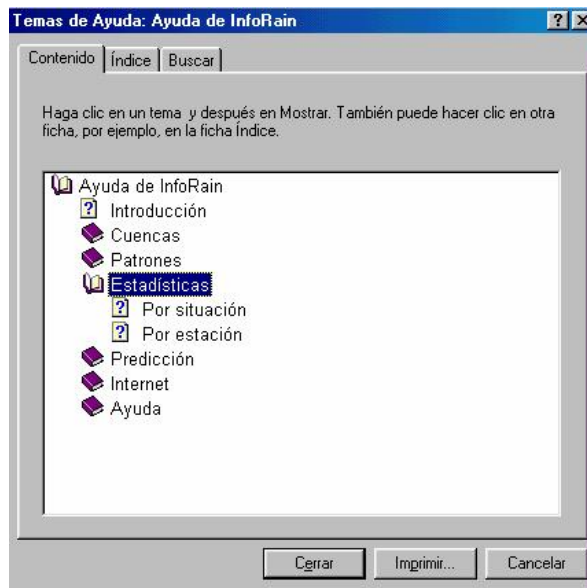 Temas de Ayuda: Ayuda de InfoRain
Contenido Índice Buscar
Haga clic en un tema y después en Mostrar. También puede hacer clic en otra
ficha, por ejemplo, en la ficha Índice.
Ayuda de InfoRain
Introducción
Cuencas
Patrones
Estadísticas
Por situación
Por estación
Predicción
Internet
Ayuda
Cerrar Imprimir... Cancelar